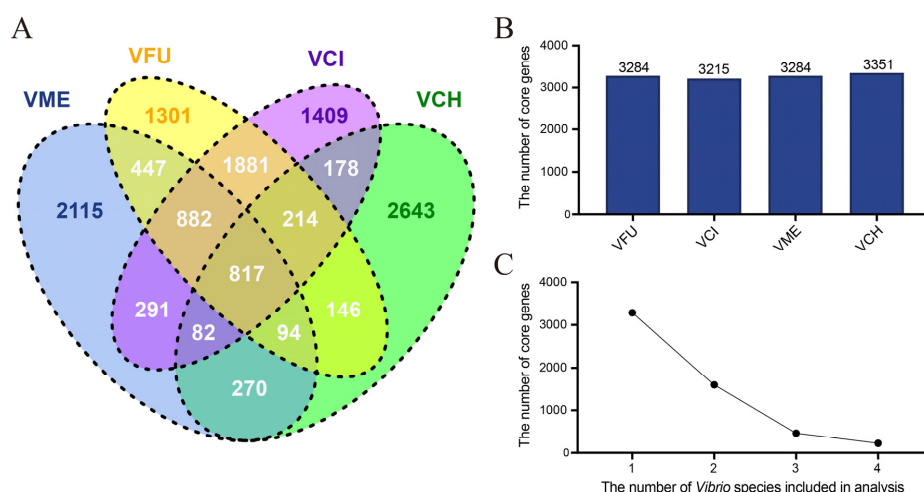 A
VME
VFU
VCI
VCH
1301
1409
447
1881
178
2115
882
214
2643
817
291
82
94
146
270
B
The number of core genes
4000
3000
2000
1000
0
3284
3215
3284
3351
VFU
VCI
VME
VCH
C
The number of core genes
4000
3000
2000
1000
0
1
2
3
4
The number of Vibrio species included in analysis